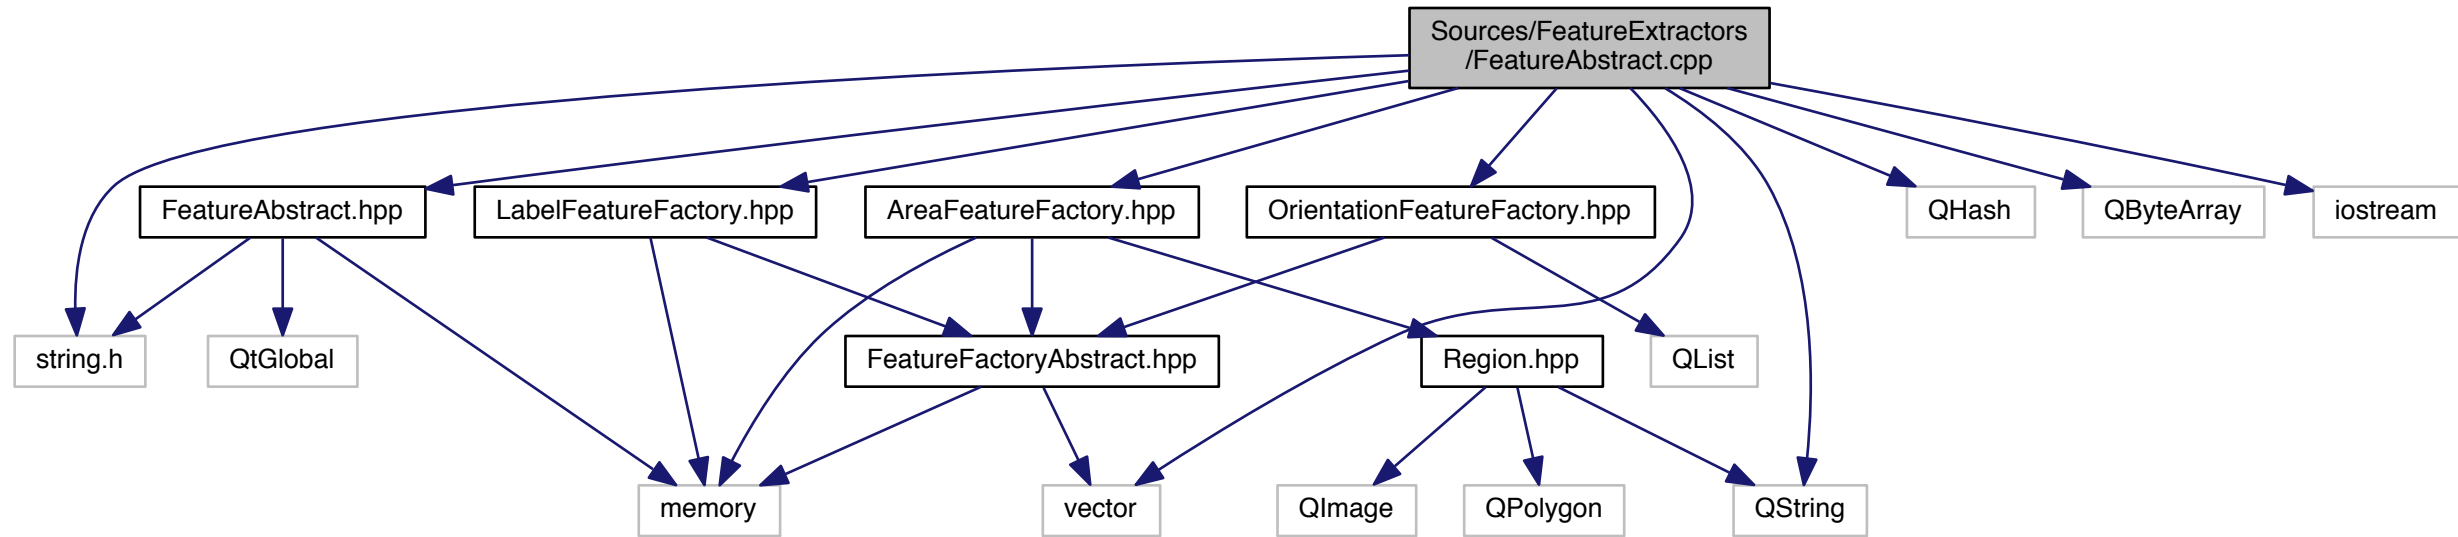 Sources/FeatureExtractors
/FeatureAbstract.cpp
FeatureAbstract.hpp
LabelFeatureFactory.hpp
AreaFeatureFactory.hpp
OrientationFeatureFactory.hpp
QHash
QByteArray
iostream
string.h
QtGlobal
FeatureFactoryAbstract.hpp
Region.hpp
QList
memory
vector
QImage
QPolygon
QString